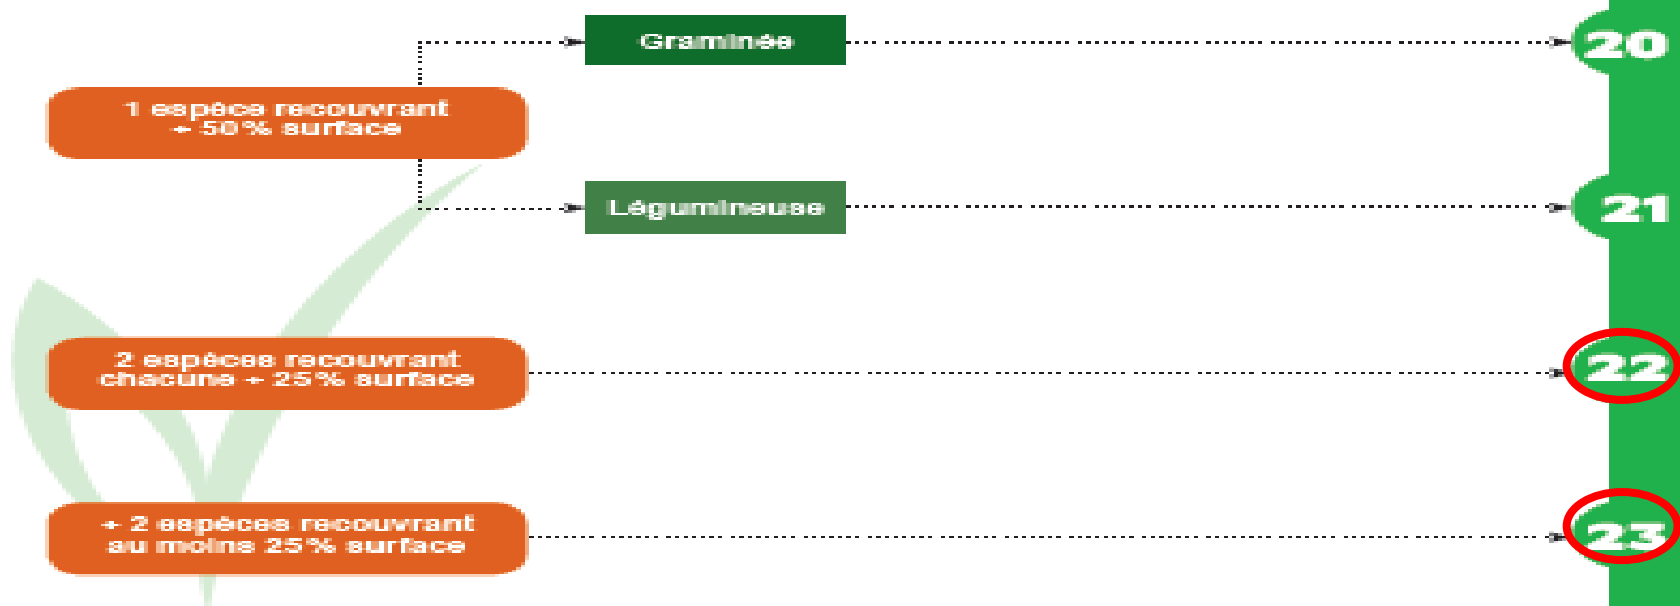 Graminée
20
1 espèce recouvrant
+ 50% surface
Légumineuse
21
2 espèces recouvrant
chacune + 25% surface
22
+ 2 espèces recouvrant
au moins 25% surface
23